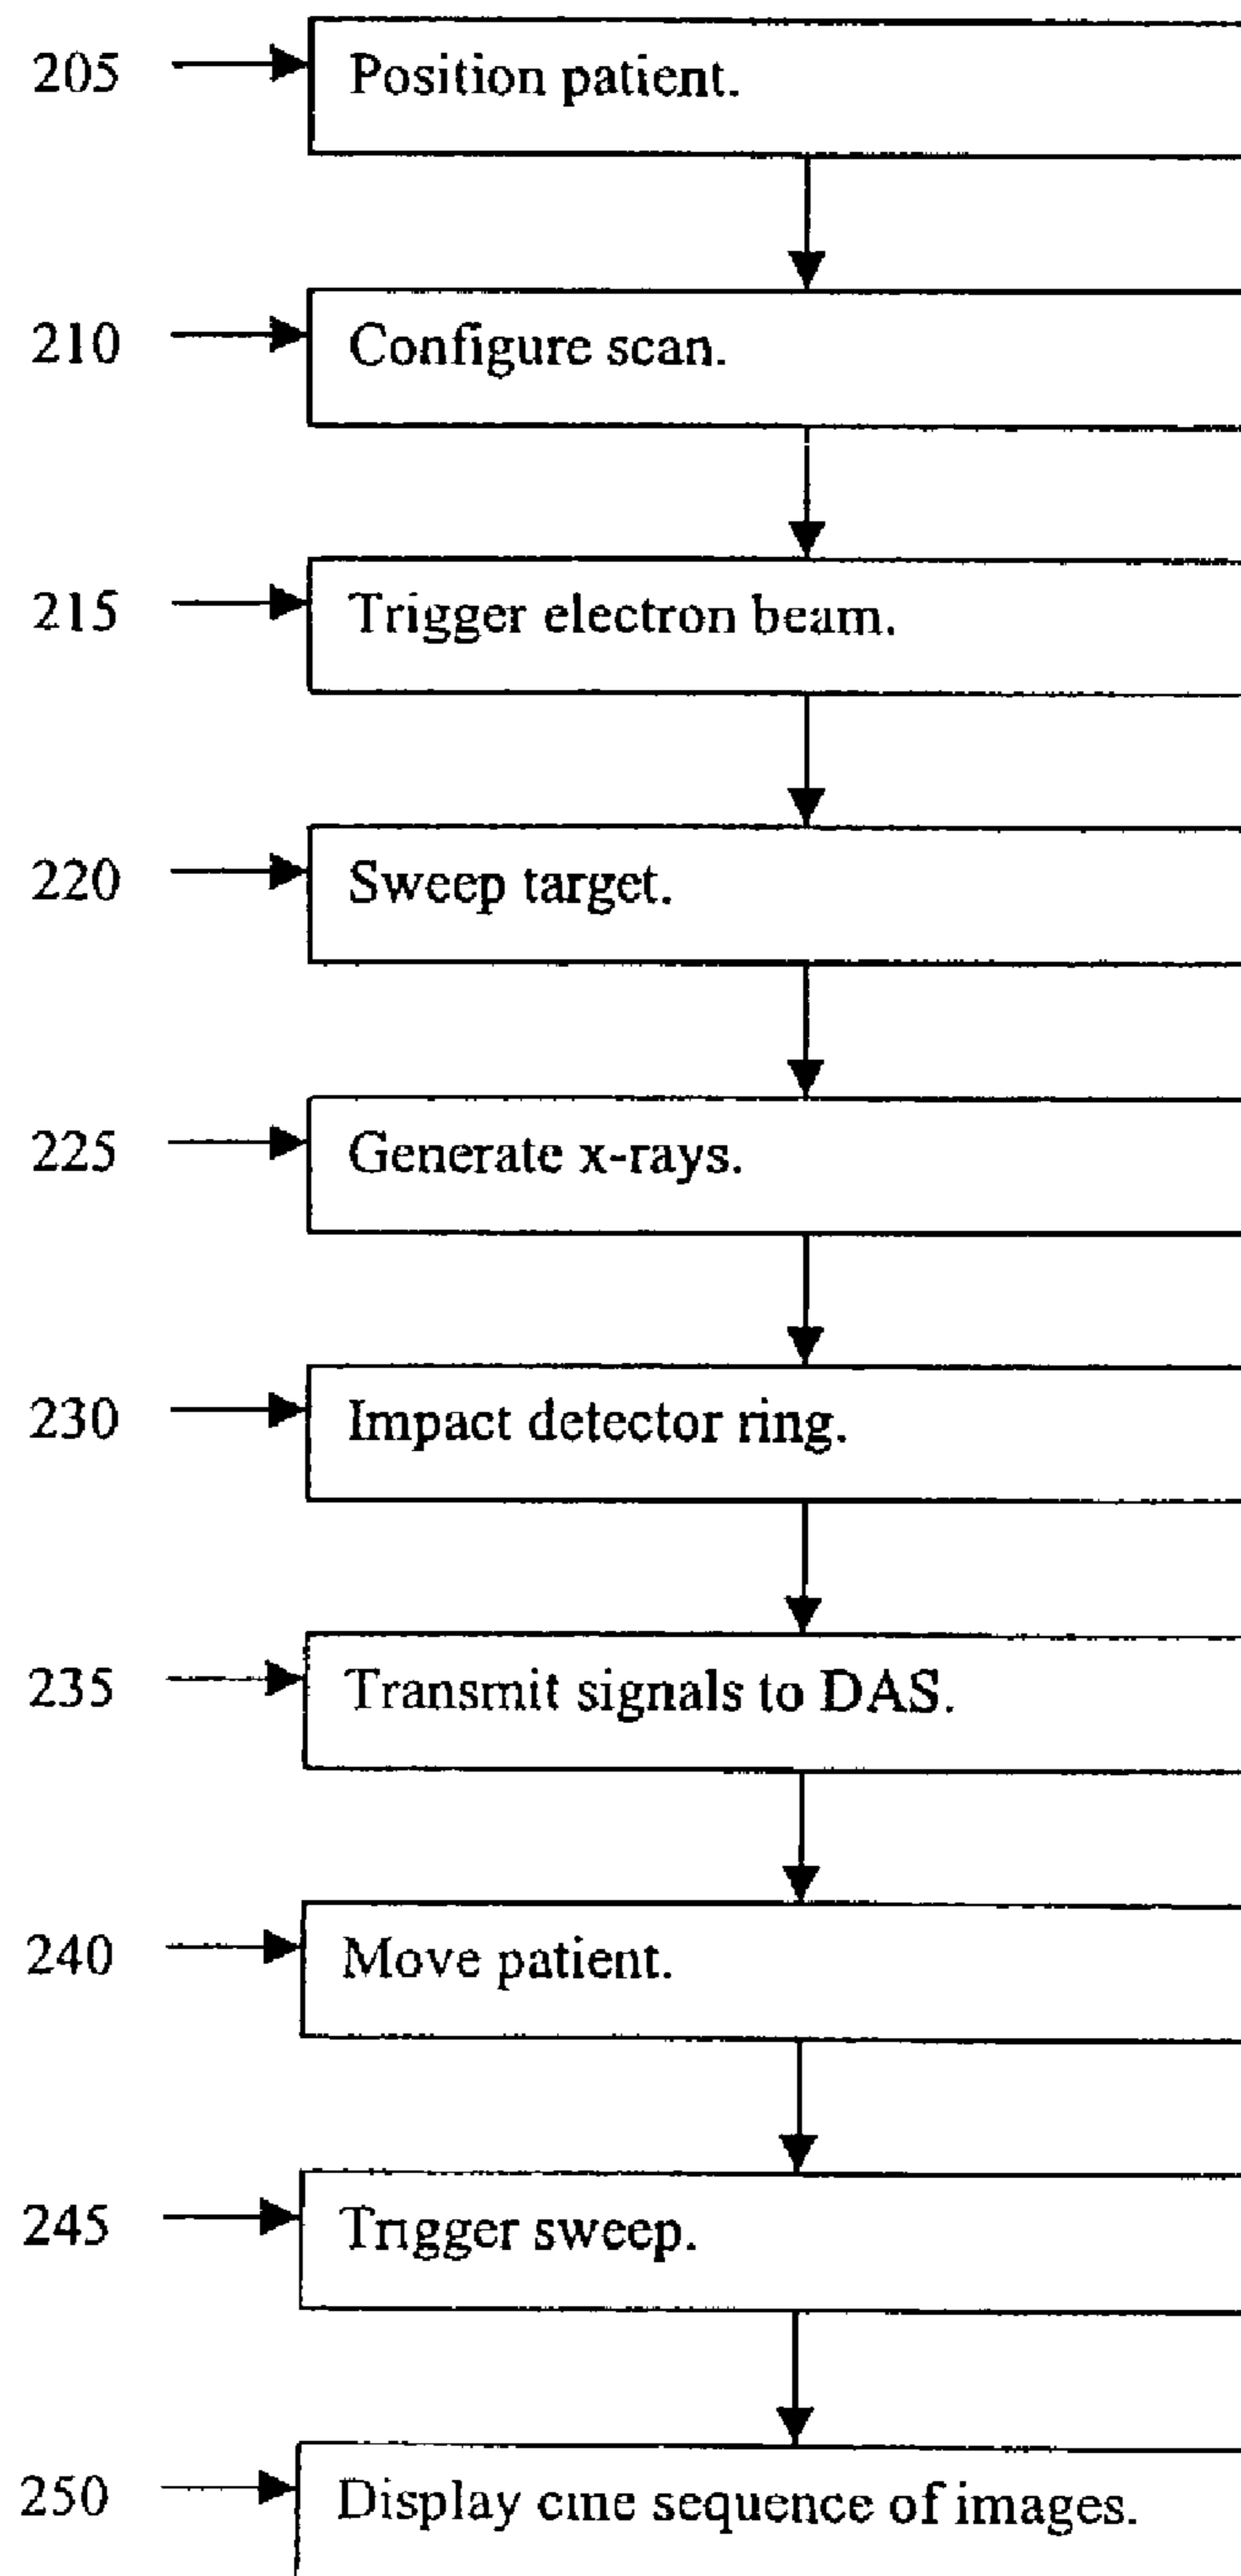 205 Position patient.
210 Configure scan.
215 Trigger electron beam.
220 Sweep target.
225 Generate x-rays.
230 Impact detector ring.
235 Transmit signals to DAS.
240 Move patient.
245 Trigger sweep.
250 Display cine sequence of images.